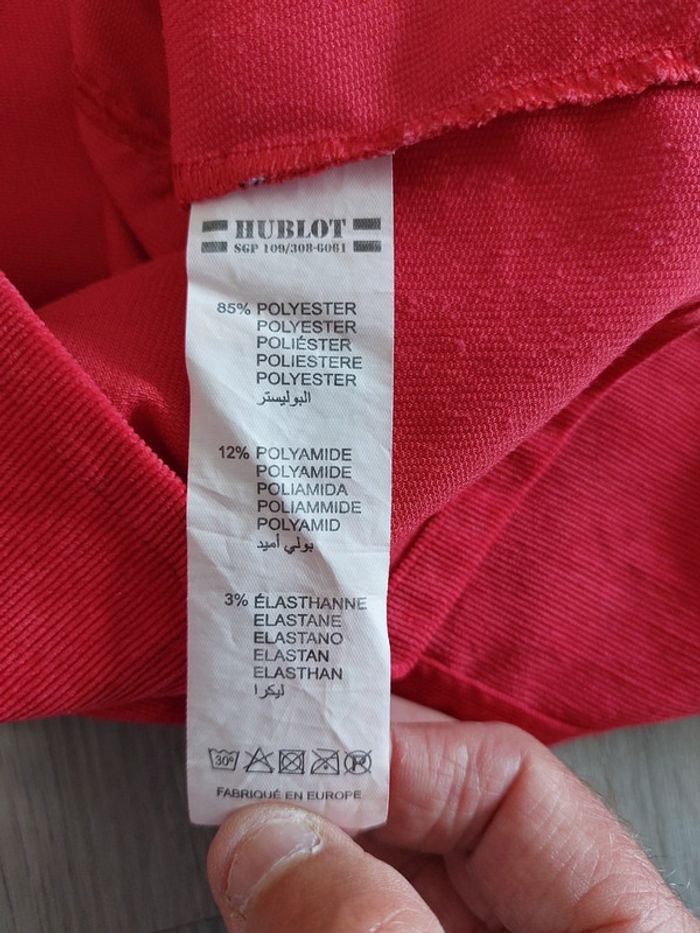 HUBLOT
SGP 109/308-6061
85% POLYESTER
POLYESTER
POLIÉSTER
POLIESTERE
POLYESTER
البوليستر
12% POLYAMIDE
POLYAMIDE
POLIAMIDA
POLIAMMIDE
POLYAMID
بولي أميد
3% ÉLASTHANNE
ELASTANE
ELASTANO
ELASTAN
ELASTHAN
ليكرا
30° P
FABRIQUÉ EN EUROPE